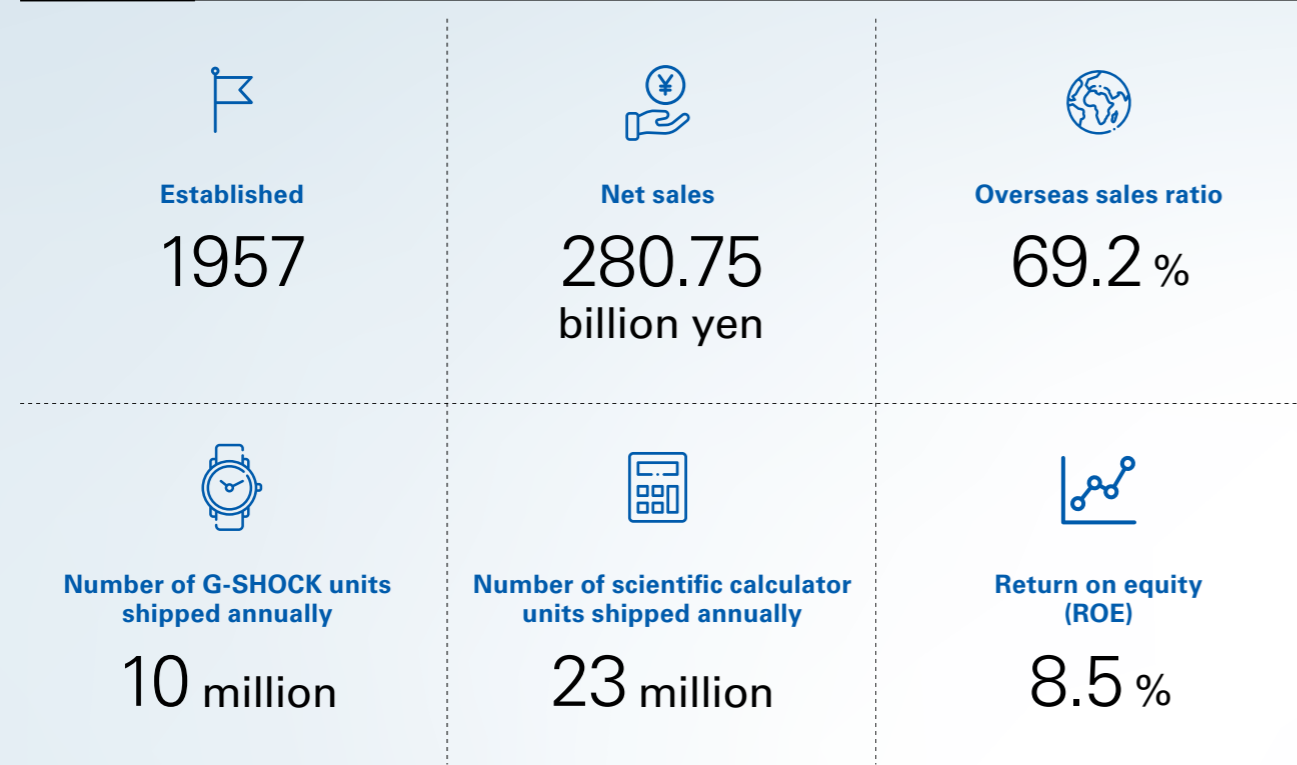 ¥
Established
1957
Net sales
280.75
billion yen
Overseas sales ratio
69.2 %
Number of G-SHOCK units
shipped annually
10 million
Number of scientific calculator
units shipped annually
23 million
Return on equity
(ROE)
8.5 %